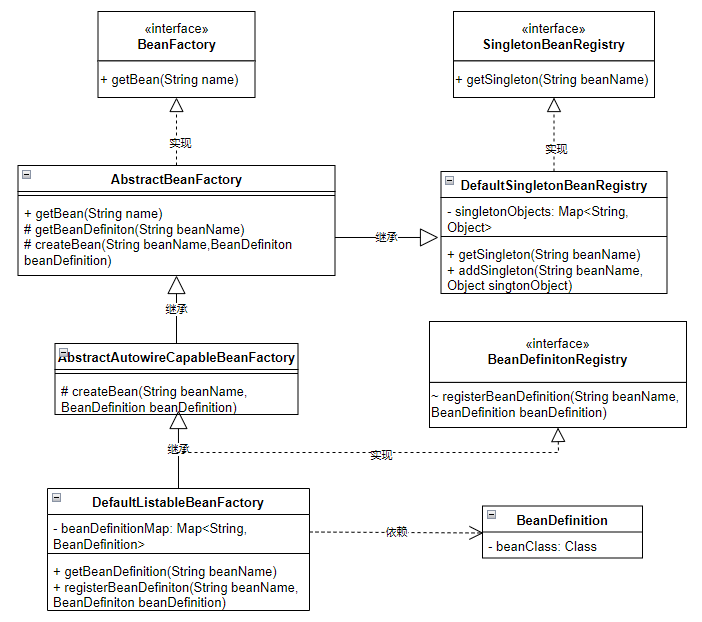 «interface»
BeanFactory
+ getBean(String name)
«interface»
SingletonBeanRegistry
+ getSingleton(String beanName)
实现
实现
AbstractBeanFactory
+ getBean(String name)
# getBeanDefiniton(String beanName)
# createBean(String beanName,BeanDefiniton
beanDefinition)
继承
DefaultSingletonBeanRegistry
- singletonObjects: Map<String,
Object>
+ getSingleton(String beanName)
+ addSingleton(String beanName,
Object singtonObject)
继承
AbstractAutowireCapableBeanFactory
# createBean(String beanName,
BeanDefinition beanDefinition)
«interface»
BeanDefinitonRegistry
~ registerBeanDefinition(String beanName,
BeanDefinition beanDefinition)
继承
实现
DefaultListableBeanFactory
- beanDefinitionMap: Map<String,
BeanDefinition>
+ getBeanDefinition(String beanName)
+ registerBeanDefiniton(String beanName,
BeanDefiniton beanDefinition)
依赖
BeanDefinition
- beanClass: Class